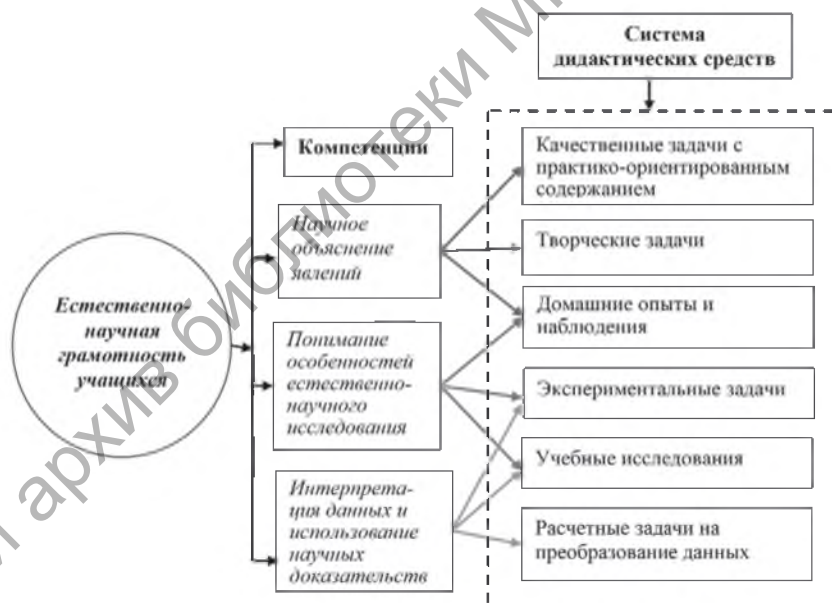 Система
дидактических средств
Компетенции
Качественные задачи с
практико-ориентированным
содержанием
Научное
объяснение
явлений
Творческие задачи
Домашние опыты и
наблюдения
Естественно-
научная
грамотность
учащихся
Понимание
особенностей
естественно-
научного
исследования
Экспериментальные задачи
Учебные исследования
Интерпрета-
ция данных и
использование
научных
доказательств
Расчетные задачи на
преобразование данных
архив библиотеки